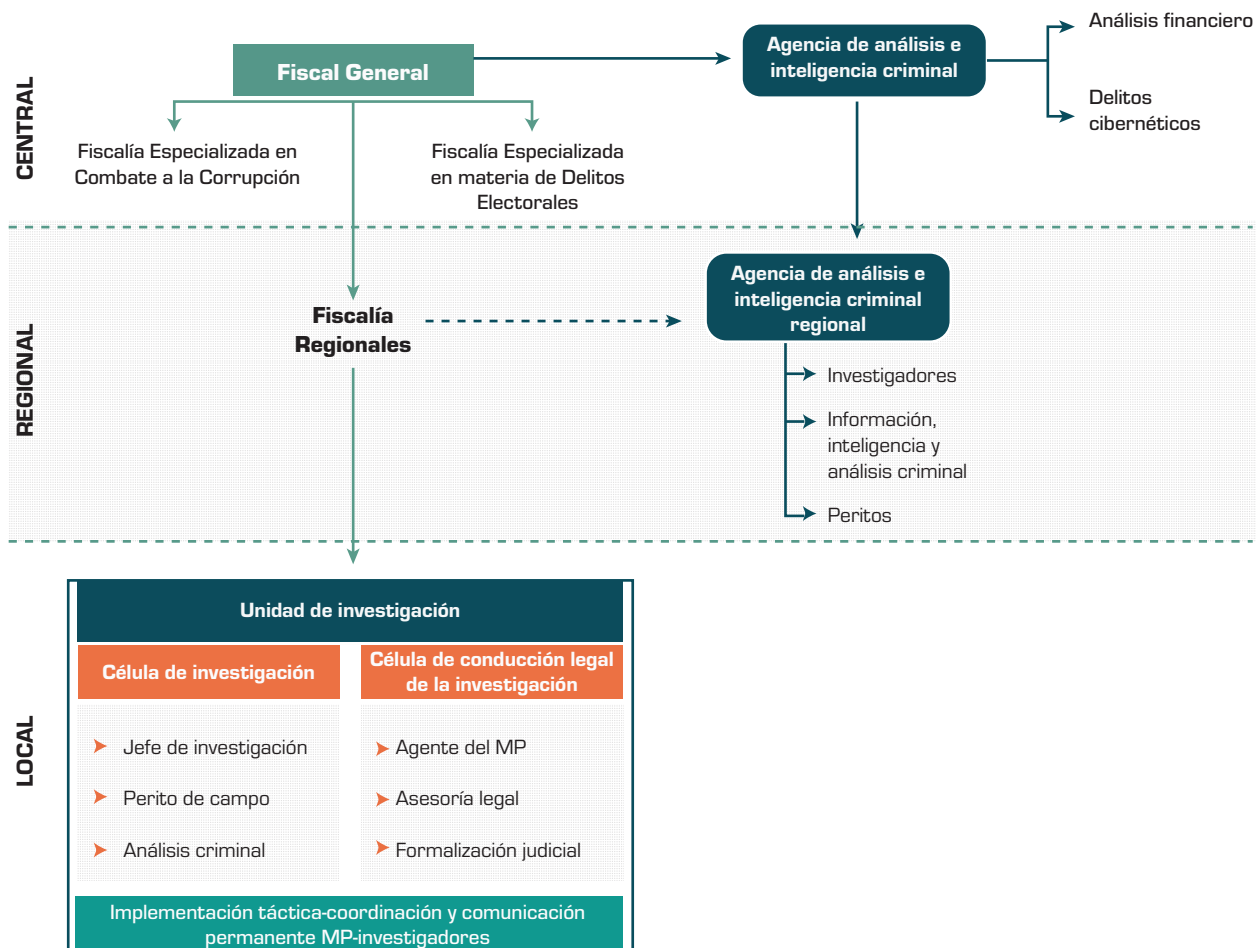 CENTRAL
Fiscal General
Agencia de análisis e
inteligencia criminal
Análisis financiero
Delitos
cibernéticos
Fiscalía Especializada en
Combate a la Corrupción
Fiscalía Especializada
en materia de Delitos
Electorales
REGIONAL
Fiscalía
Regionales
Agencia de análisis e
inteligencia criminal
regional
Investigadores
Información,
inteligencia y
análisis criminal
Peritos
LOCAL
Unidad de investigación
Célula de investigación
Jefe de investigación
Perito de campo
Análisis criminal
Célula de conducción legal
de la investigación
Agente del MP
Asesoría legal
Formalización judicial
Implementación táctica-coordinación y comunicación
permanente MP-investigadores